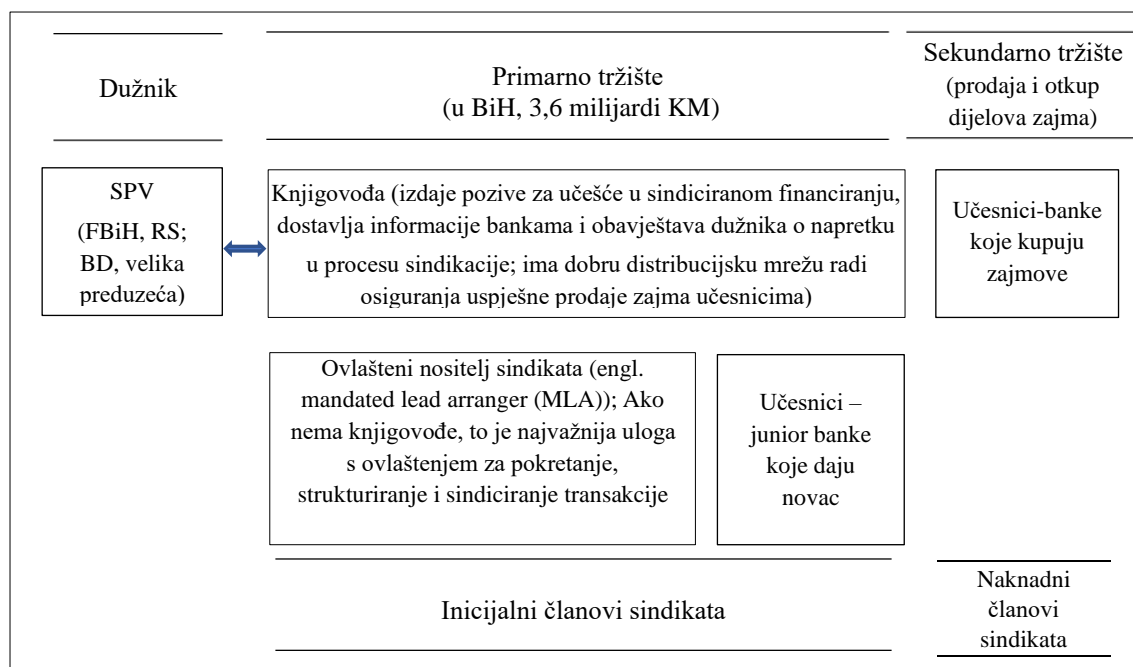 Dužnik
Primarno tržište
(u BiH, 3,6 milijardi KM)
Sekundarno tržište
(prodaja i otkup
dijelova zajma)
SPV
(FBiH, RS;
BD, velika
preduzeća)
Knjigovođa (izdaje pozive za učešće u sindiciranom financiranju,
dostavlja informacije bankama i obavještava dužnika o napretku
u procesu sindikacije; ima dobru distribucijsku mrežu radi
osiguranja uspješne prodaje zajma učesnicima)
Učesnici-banke
koje kupuju
zajmove
Ovlašteni nositelj sindikata (engl.
mandated lead arranger (MLA)); Ako
nema knjigovođe, to je najvažnija uloga
s ovlaštenjem za pokretanje,
strukturiranje i sindiciranje transakcije
Učesnici –
junior banke
koje daju
novac
Inicijalni članovi sindikata
Naknadni
članovi
sindikata